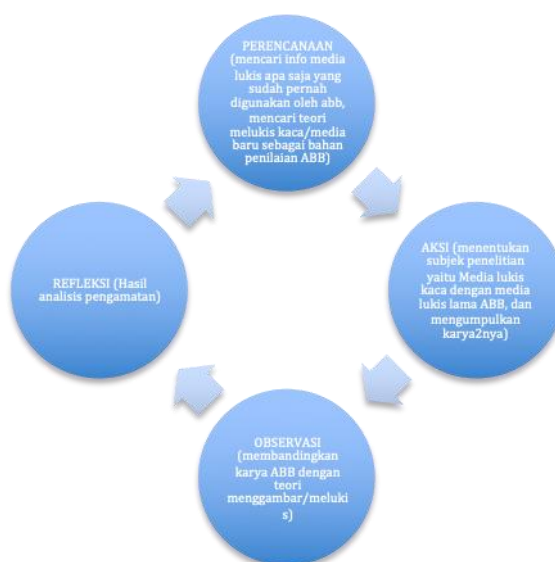 PERENCANAAN
(mencari info media
lukis apa saja yang
sudah pernah
digunakan oleh abb,
mencari teori
melukis kaca/media
baru sebagai bahan
penilaian ABB)
AKSI (menentukan
subjek penelitian
yaitu Media lukis
kaca dengan media
lukis lama ABB, dan
mengumpulkan
karya2nya)
OBSERVASI
(membandingkan
karya ABB dengan
teori
menggambar/meluki
s)
REFLEKSI (Hasil
analisis pengamatan)